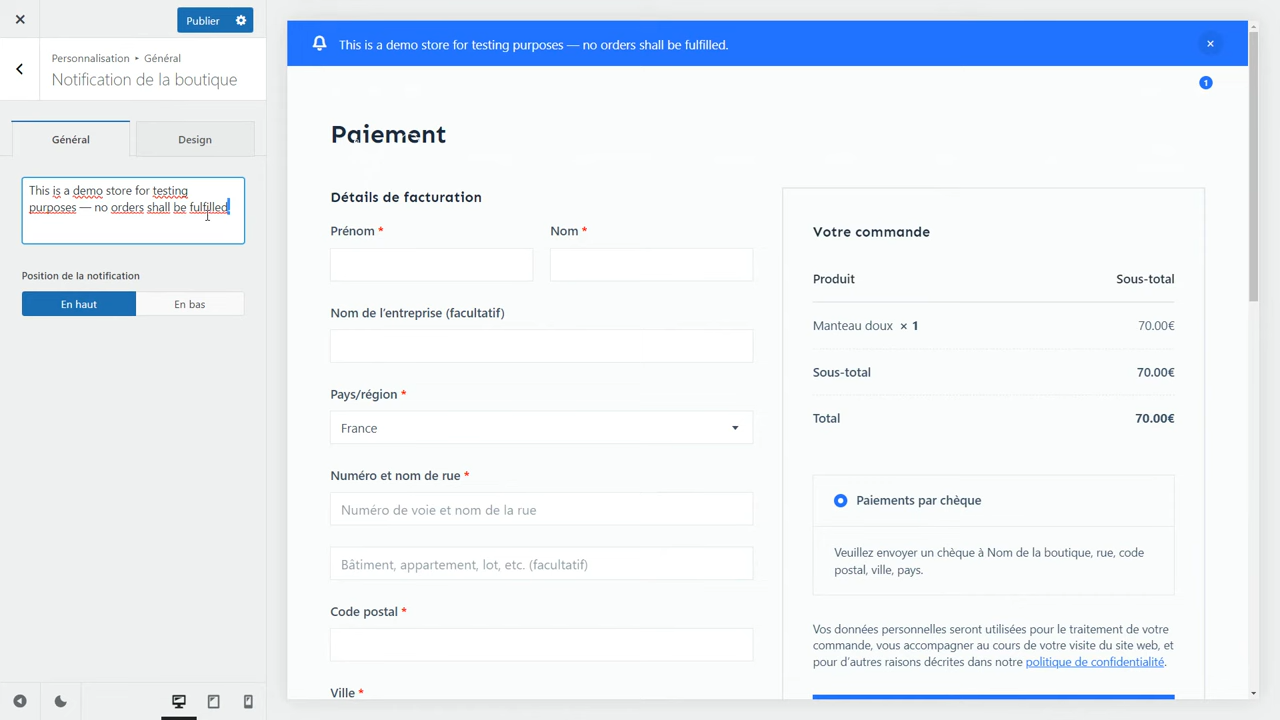 Publier
Personnalisation ▸ Général
Notification de la boutique
Général
Design
This is a demo store for testing
purposes — no orders shall be fulfilled.
Position de la notification
En haut
En bas
This is a demo store for testing purposes — no orders shall be fulfilled.
1
Paiement
Détails de facturation
Prénom *
Nom *
Nom de l'entreprise (facultatif)
Pays/région *
France
Numéro et nom de rue *
Numéro de voie et nom de la rue
Bâtiment, appartement, lot, etc. (facultatif)
Code postal *
Ville *
Votre commande
Produit Sous-total
Manteau doux × 1 70.00€
Sous-total 70.00€
Total 70.00€
Paiements par chèque
Veuillez envoyer un chèque à Nom de la boutique, rue, code
postal, ville, pays.
Vos données personnelles seront utilisées pour le traitement de votre
commande, vous accompagner au cours de votre visite du site web, et
pour d'autres raisons décrites dans notre politique de confidentialité.